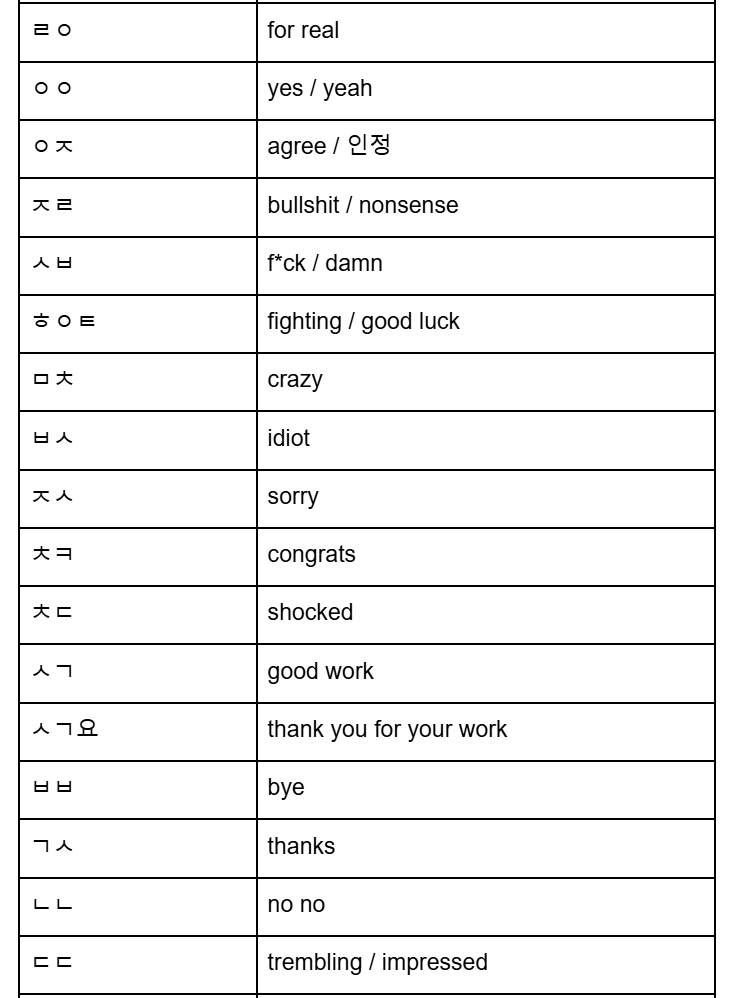 ㄹㅇ for real
ㅇㅇ yes / yeah
ㅇㅈ agree / 인정
ㅈㄹ bullshit / nonsense
ㅅㅂ f*ck / damn
ㅎㅇㅌ fighting / good luck
ㅁㅊ crazy
ㅂㅅ idiot
ㅈㅅ sorry
ㅊㅋ congrats
ㅊㄷ shocked
ㅅㄱ good work
ㅅㄱ요 thank you for your work
ㅂㅂ bye
ㄱㅅ thanks
ㄴㄴ no no
ㄷㄷ trembling / impressed